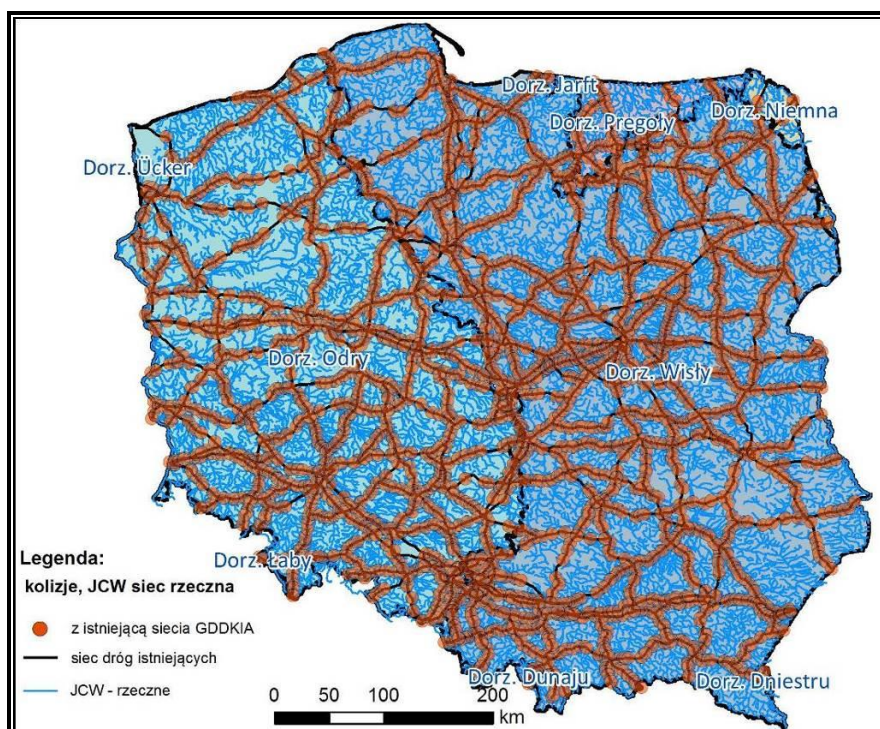 Dorz. Jarft
Dorz. Niemna
Dorz. Pregoły
Dorz. Ücker
Dorz. Odry
Dorz. Wisły
Dorz. Łaby
Dorz. Dunaju
Dorz. Dniestru
Legenda:
kolizje, JCW siec rzeczna
z istniejącą siecia GDDKIA
siec dróg istniejących
JCW - rzeczne
0 50 100 200
km